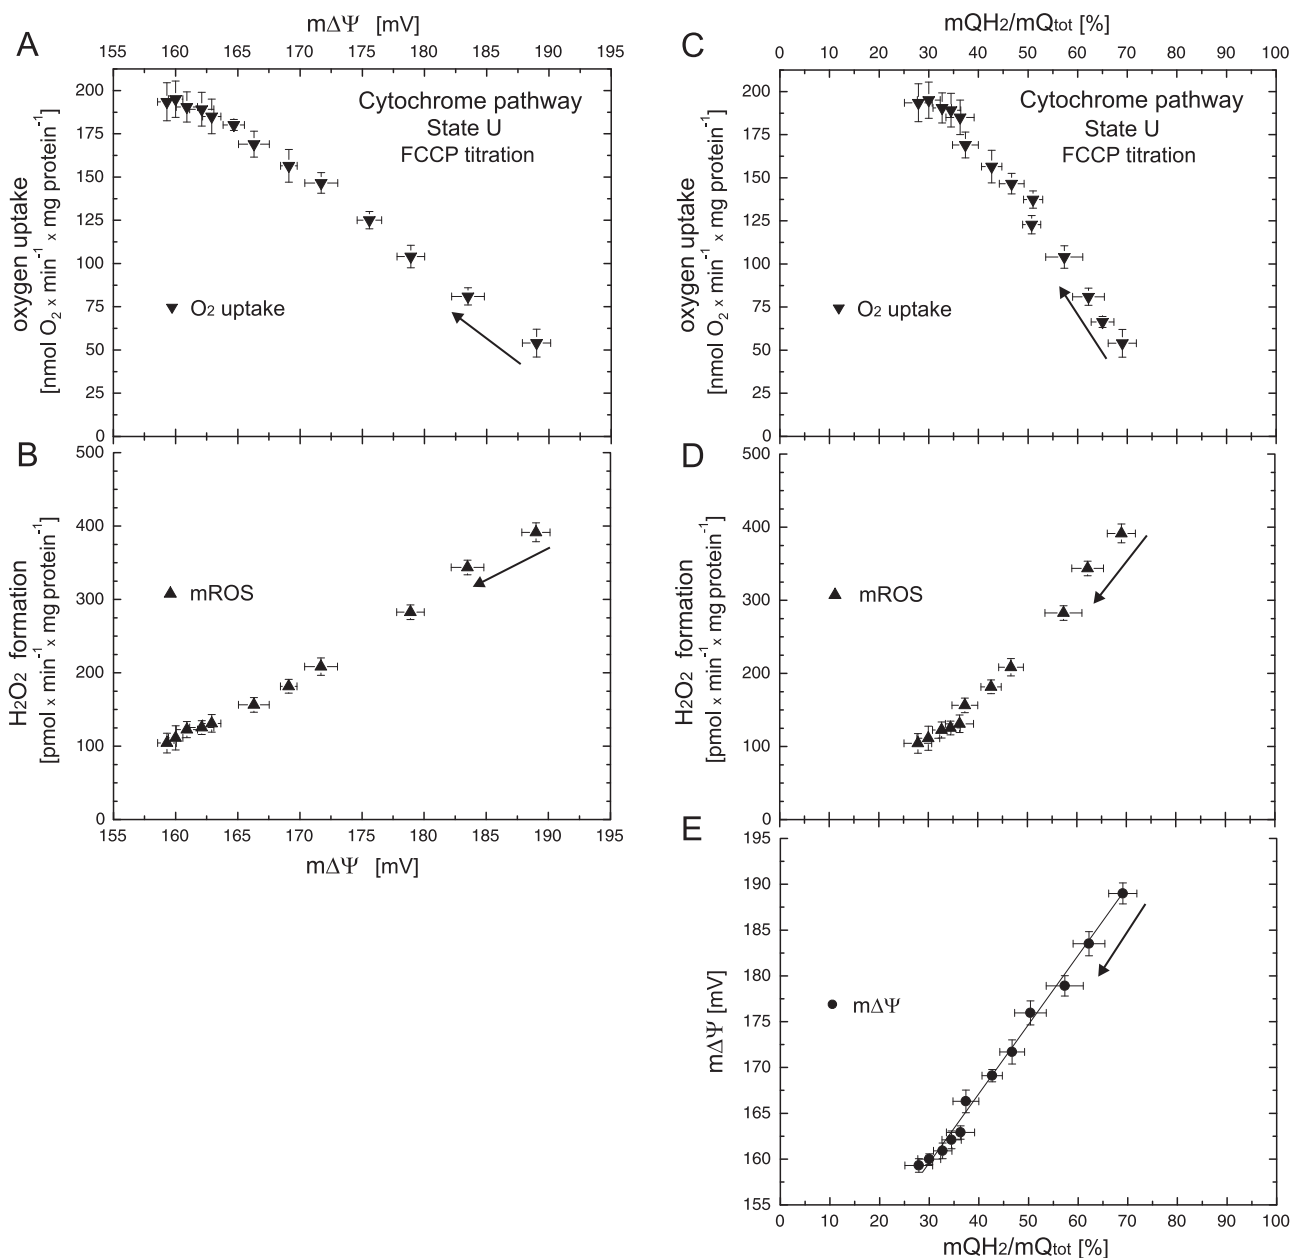 A
mΔΨ [mV]
155 160 165 170 175 180 185 190 195
200
175
150
125
100
75
50
25
0
oxygen uptake
[nmol O2 x min-1 x mg protein-1]
Cytochrome pathway
State U
FCCP titration
O2 uptake
B
500
400
300
200
100
0
H2O2 formation
[pmol x min-1 x mg protein-1]
mROS
155 160 165 170 175 180 185 190 195
mΔΨ [mV]
C
mQH2/mQtot [%]
0 10 20 30 40 50 60 70 80 90 100
200
175
150
125
100
75
50
25
0
oxygen uptake
[nmol O2 x min-1 x mg protein-1]
Cytochrome pathway
State U
FCCP titration
O2 uptake
D
500
400
300
200
100
0
H2O2 formation
[pmol x min-1 x mg protein-1]
mROS
E
195
190
185
180
175
170
165
160
155
mΔΨ [mV]
mΔΨ
0 10 20 30 40 50 60 70 80 90 100
mQH2/mQtot [%]